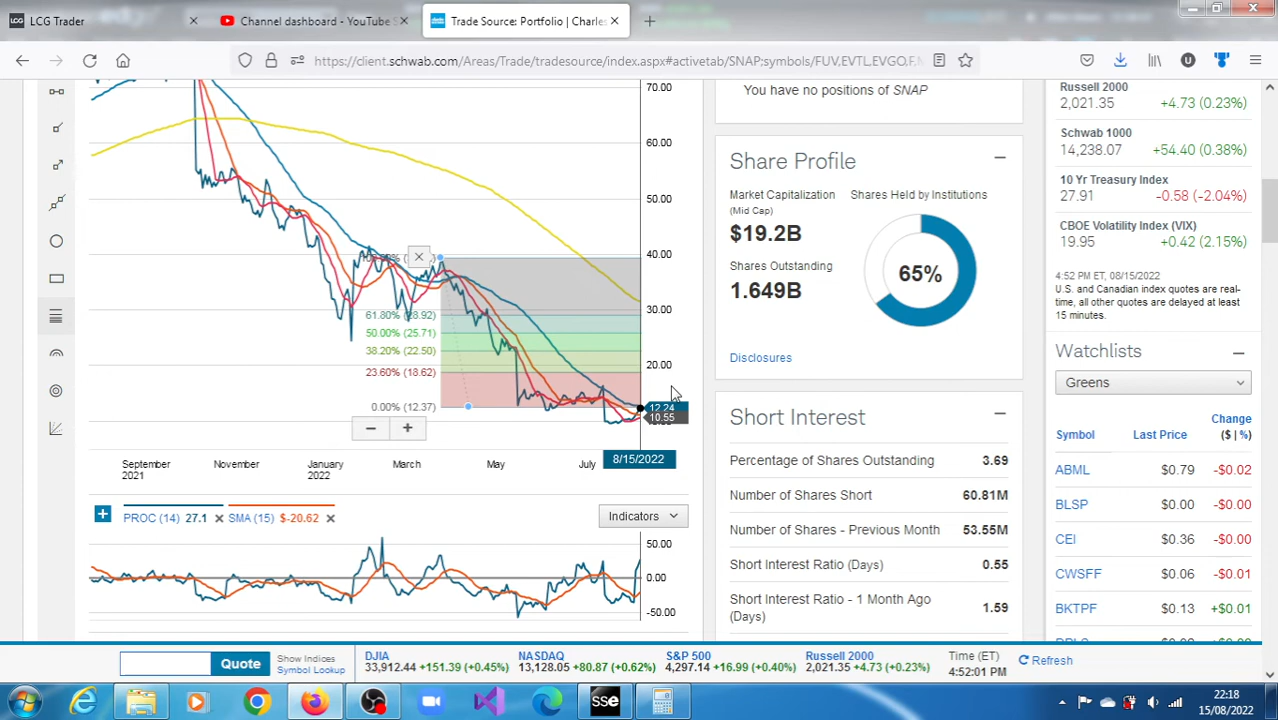 LCG Trader
Channel dashboard - YouTube S
Trade Source: Portfolio | Charles
https://client.schwab.com/Areas/Trade/tradesource/index.aspx#activetab/SNAP;symbols/FUV,EVTL,EVGO,F,M
70.00
60.00
50.00
40.00
30.00
20.00
61.80% (28.92)
50.00% (25.71)
38.20% (22.50)
23.60% (18.62)
0.00% (12.37)
12.24
10.55
September
2021
November
January
2022
March
May
July
8/15/2022
PROC (14) 27.1
SMA (15) $-20.62
Indicators
50.00
0.00
-50.00
You have no positions of SNAP
Share Profile
Market Capitalization
(Mid Cap)
$19.2B
Shares Outstanding
1.649B
Shares Held by Institutions
65%
Disclosures
Short Interest
Percentage of Shares Outstanding 3.69
Number of Shares Short 60.81M
Number of Shares - Previous Month 53.55M
Short Interest Ratio (Days) 0.55
Short Interest Ratio - 1 Month Ago
(Days) 1.59
Russell 2000
2,021.35 +4.73 (0.23%)
Schwab 1000
14,238.07 +54.40 (0.38%)
10 Yr Treasury Index
27.91 -0.58 (-2.04%)
CBOE Volatility Index (VIX)
19.95 +0.42 (2.15%)
4:52 PM ET, 08/15/2022
U.S. and Canadian index quotes are real-
time, all other quotes are delayed at least
15 minutes.
Watchlists
Greens
Symbol Last Price Change
($ | %)
ABML $0.79 -$0.02
BLSP $0.00 -$0.00
CEI $0.36 -$0.00
CWSFF $0.06 -$0.01
BKTPF $0.13 +$0.01
Quote
Show Indices
Symbol Lookup
DJIA
33,912.44 +151.39 (+0.45%)
NASDAQ
13,128.05 +80.87 (+0.62%)
S&P 500
4,297.14 +16.99 (+0.40%)
Russell 2000
2,021.35 +4.73 (+0.23%)
Time (ET)
4:52:01 PM
Refresh
SSE
22:18
15/08/2022